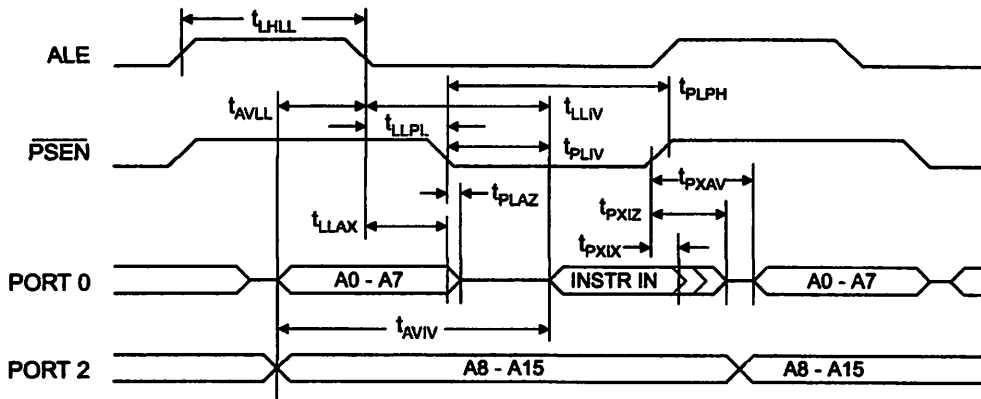 tLHLL
ALE
tPLPH
tAVLL
tLLIV
tLLPL
PSEN
tPLIV
tPXAV
tPLAZ
tLLAX
tPXIZ
tPXIX
PORT 0
A0 - A7
INSTR IN
A0 - A7
tAVIV
PORT 2
A8 - A15
A8 - A15